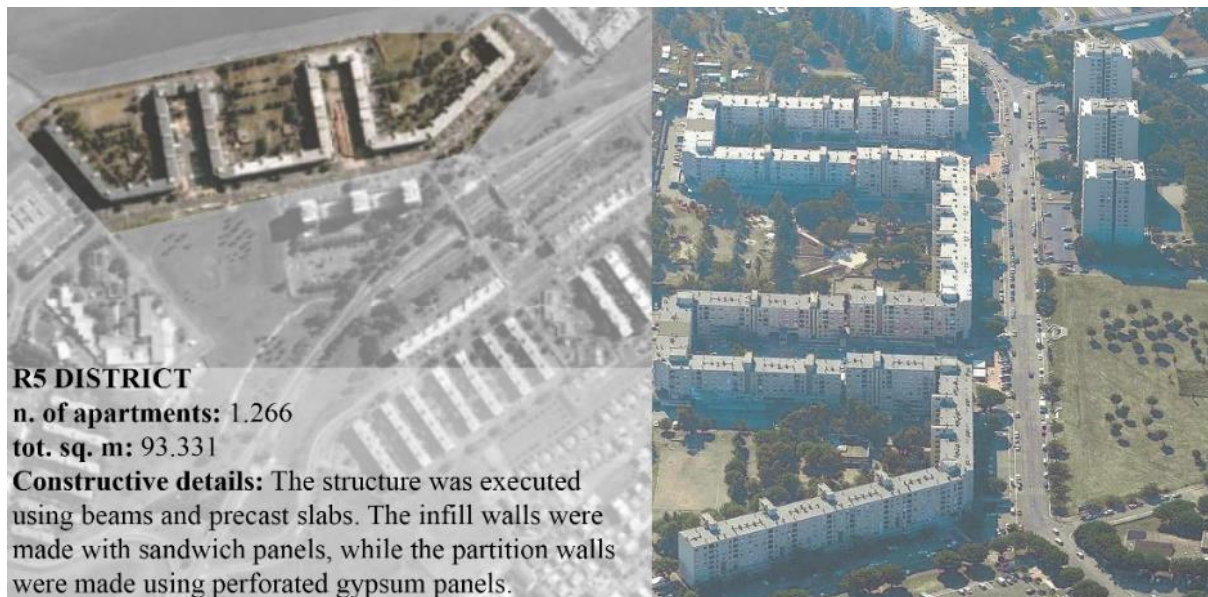 R5 DISTRICT
n. of apartments: 1.266
tot. sq. m: 93.331
Constructive details: The structure was executed
using beams and precast slabs. The infill walls were
made with sandwich panels, while the partition walls
were made using perforated gypsum panels.